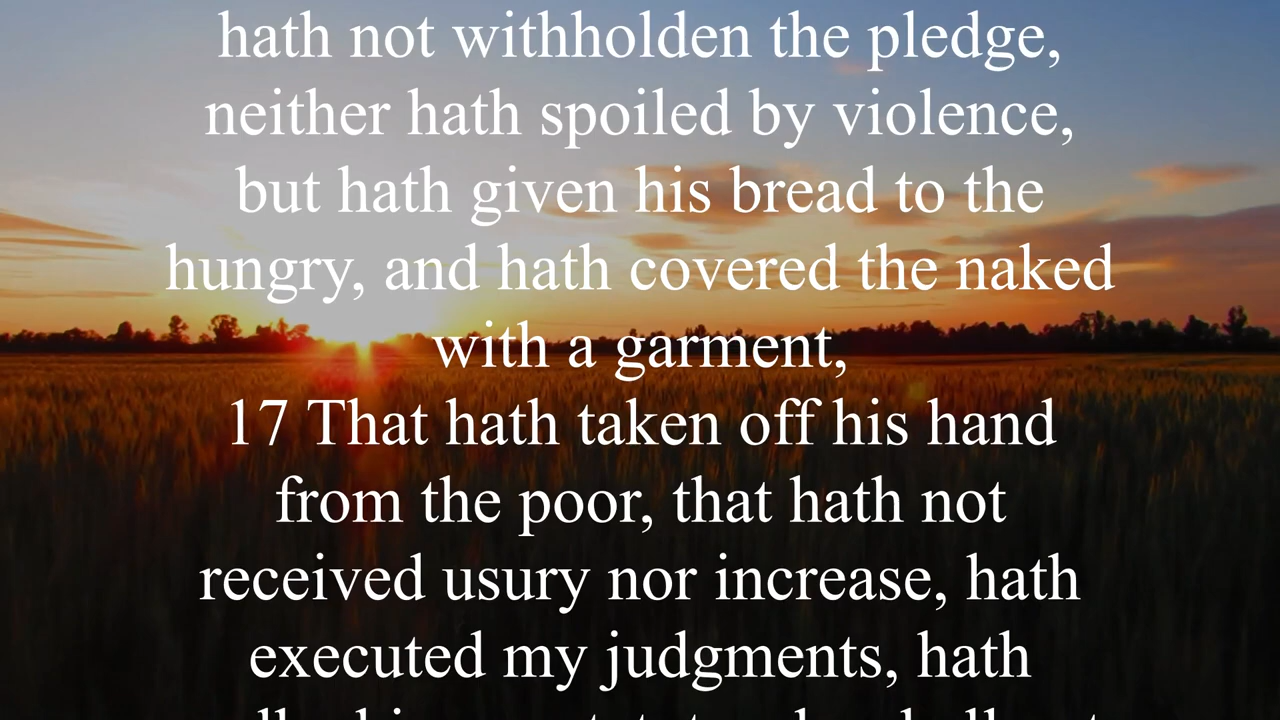 hath not withholden the pledge,
neither hath spoiled by violence,
but hath given his bread to the
hungry, and hath covered the naked
with a garment,
17 That hath taken off his hand
from the poor, that hath not
received usury nor increase, hath
executed my judgments, hath